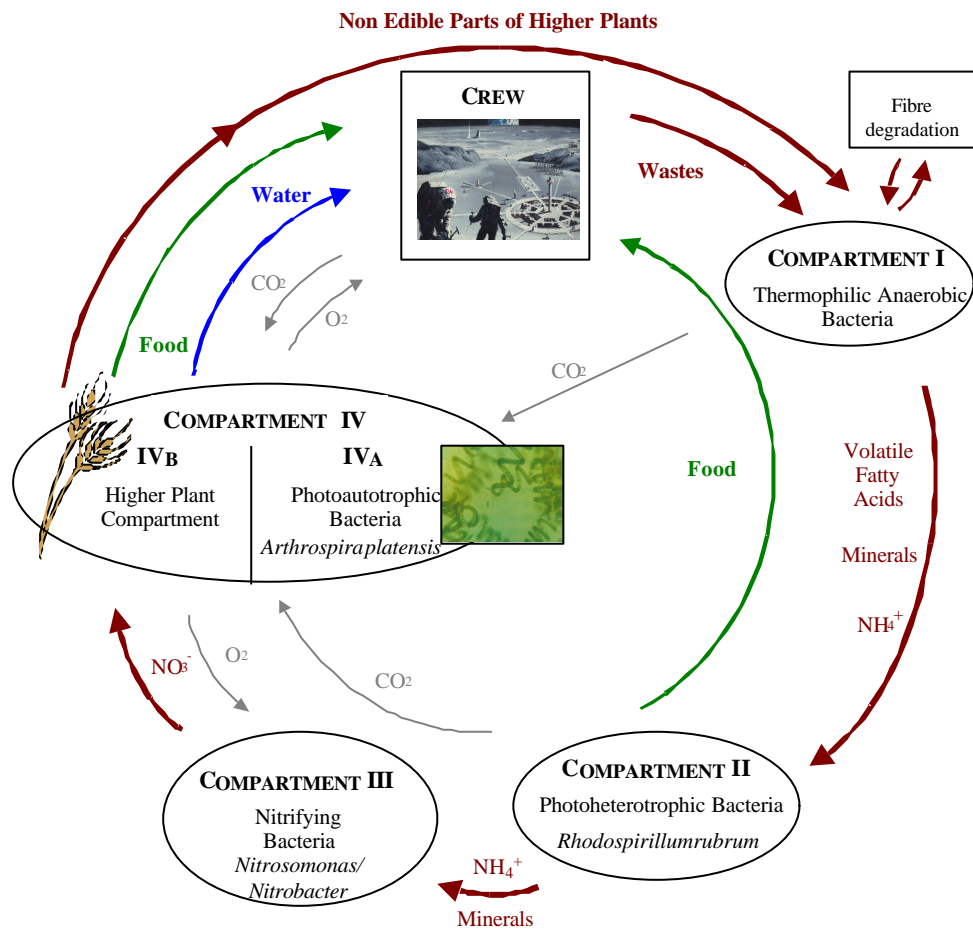 Non Edible Parts of Higher Plants
CREW
Fibre
degradation
Wastes
Water
CO2
O2
Food
COMPARTMENT I
Thermophilic Anaerobic
Bacteria
CO2
COMPARTMENT IV
IVB
Higher Plant
Compartment
IVA
Photoautotrophic
Bacteria
Arthrospira platensis
Food
Volatile
Fatty
Acids
Minerals
NH4+
NO3-
O2
CO2
COMPARTMENT III
Nitrifying
Bacteria
Nitrosomonas/
Nitrobacter
COMPARTMENT II
Photoheterotrophic Bacteria
Rhodospirillumrubrum
NH4+
Minerals